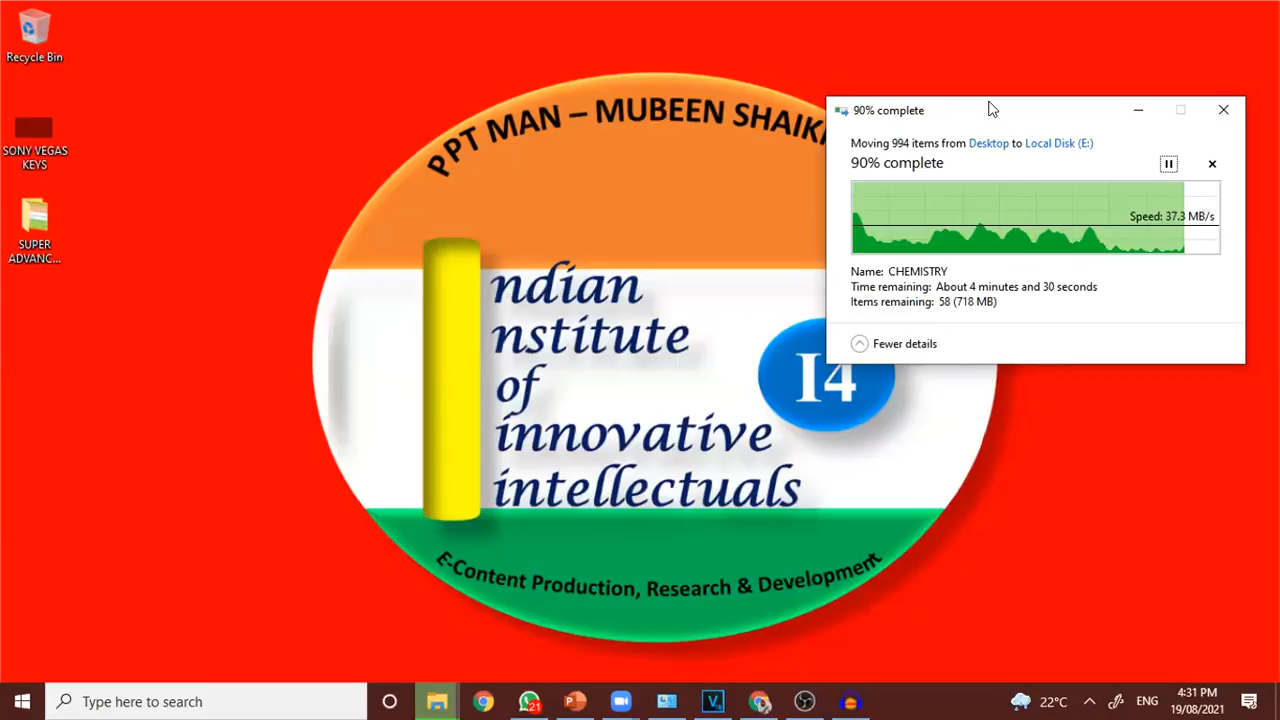 Recycle Bin
SONY VEGAS
KEYS
SUPER
ADVANC...
PPT MAN – MUBEEN SHAIK
ndian
nstitute
of
innovative
intellectuals
I4
E-Content Production, Research & Development
90% complete
Moving 994 items from Desktop to Local Disk (E:)
90% complete
Speed: 37.3 MB/s
Name: CHEMISTRY
Time remaining: About 4 minutes and 30 seconds
Items remaining: 58 (718 MB)
Fewer details
Type here to search
21
22°C
ENG
4:31 PM
19/08/2021